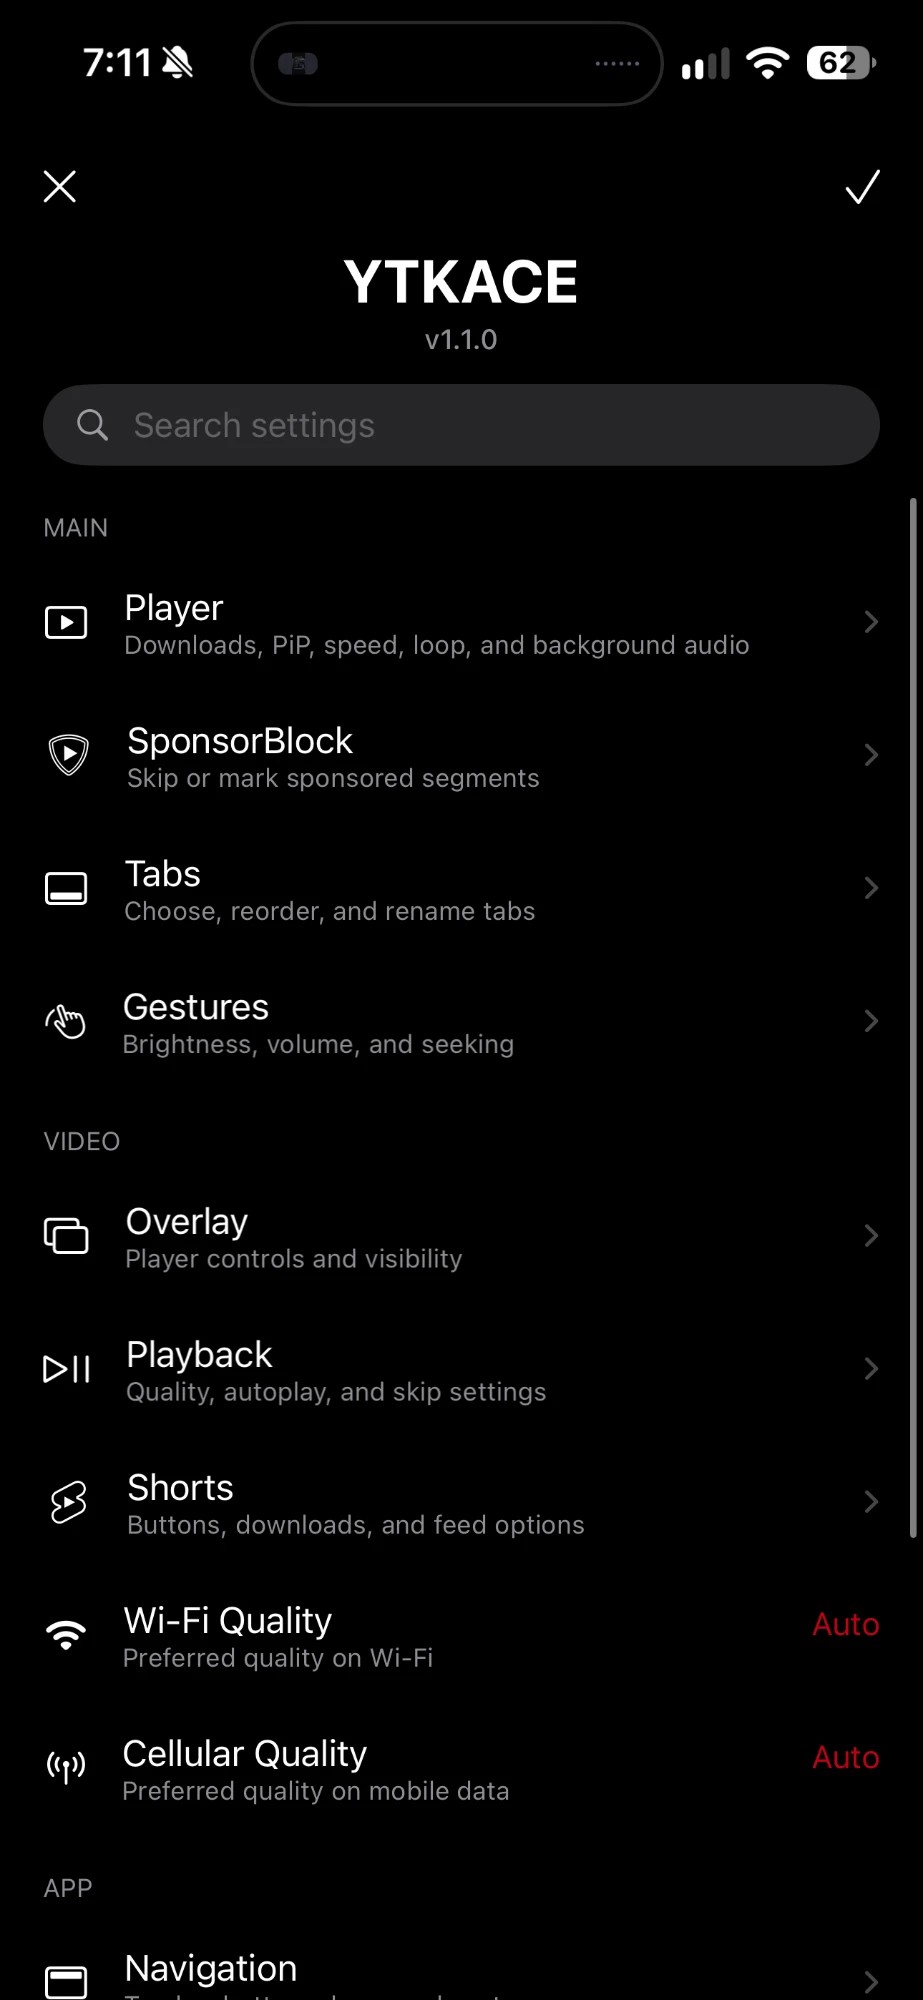 7:11
62
YTKACE
v1.1.0
Search settings
MAIN
Player
Downloads, PiP, speed, loop, and background audio
SponsorBlock
Skip or mark sponsored segments
Tabs
Choose, reorder, and rename tabs
Gestures
Brightness, volume, and seeking
VIDEO
Overlay
Player controls and visibility
Playback
Quality, autoplay, and skip settings
Shorts
Buttons, downloads, and feed options
Wi-Fi Quality
Auto
Preferred quality on Wi-Fi
Cellular Quality
Auto
Preferred quality on mobile data
APP
Navigation